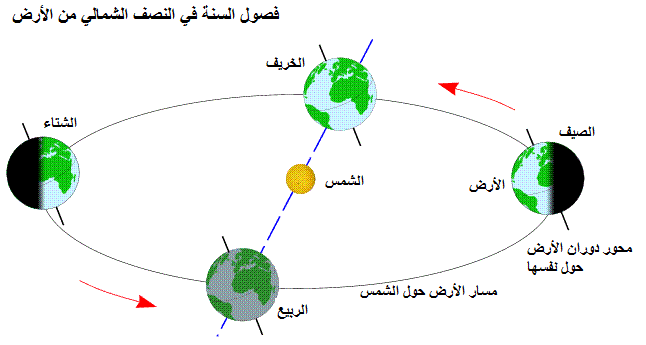 فصول السنة في النصف الشمالي من الأرض
الخريف
الشتاء
الصيف
الشمس
الأرض
محور دوران الأرض
حول نفسها
مسار الأرض حول الشمس
الربيع